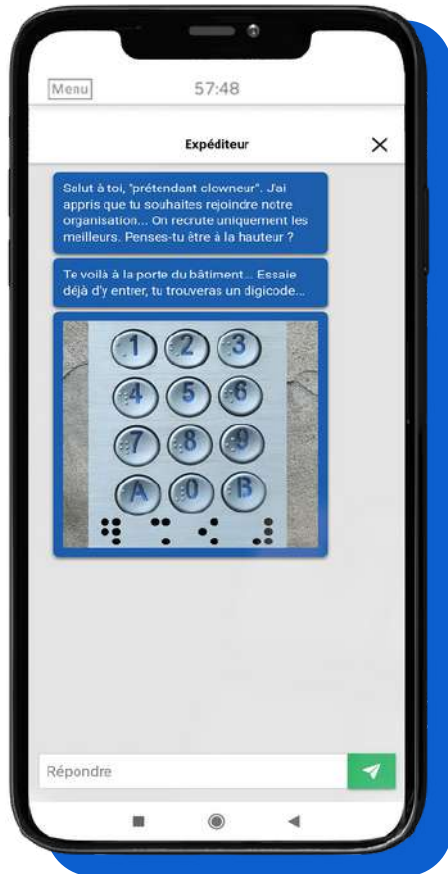 Menu 57:48
Expéditeur
Salut à toi, "prétendant clowneur". J'ai
appris que tu souhaites rejoindre notre
organisation... On recrute uniquement les
meilleurs. Penses-tu être à la hauteur ?
Te voilà à la porte du bâtiment... Essaie
déjà d'y entrer, tu trouveras un digicode...
1 2 3
4 5 6
7 8 9
A 0 B
Répondre